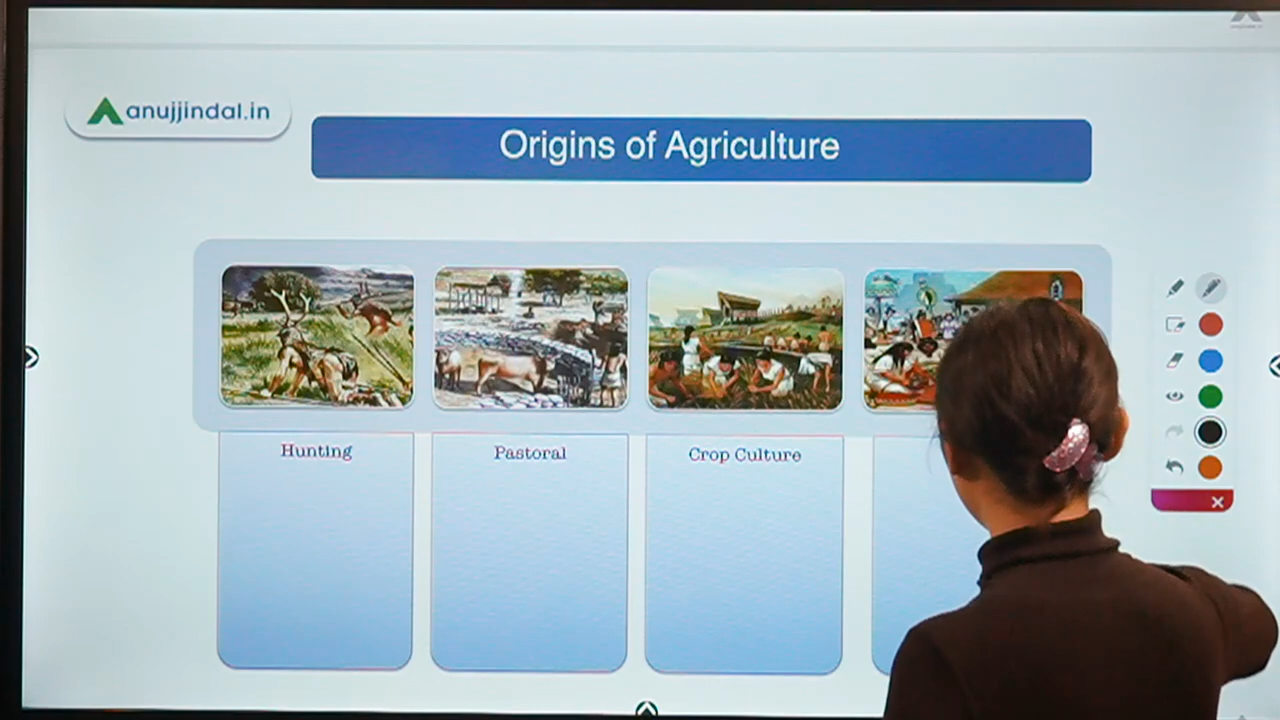 anujjindal.in
Origins of Agriculture
Hunting
Pastoral
Crop Culture